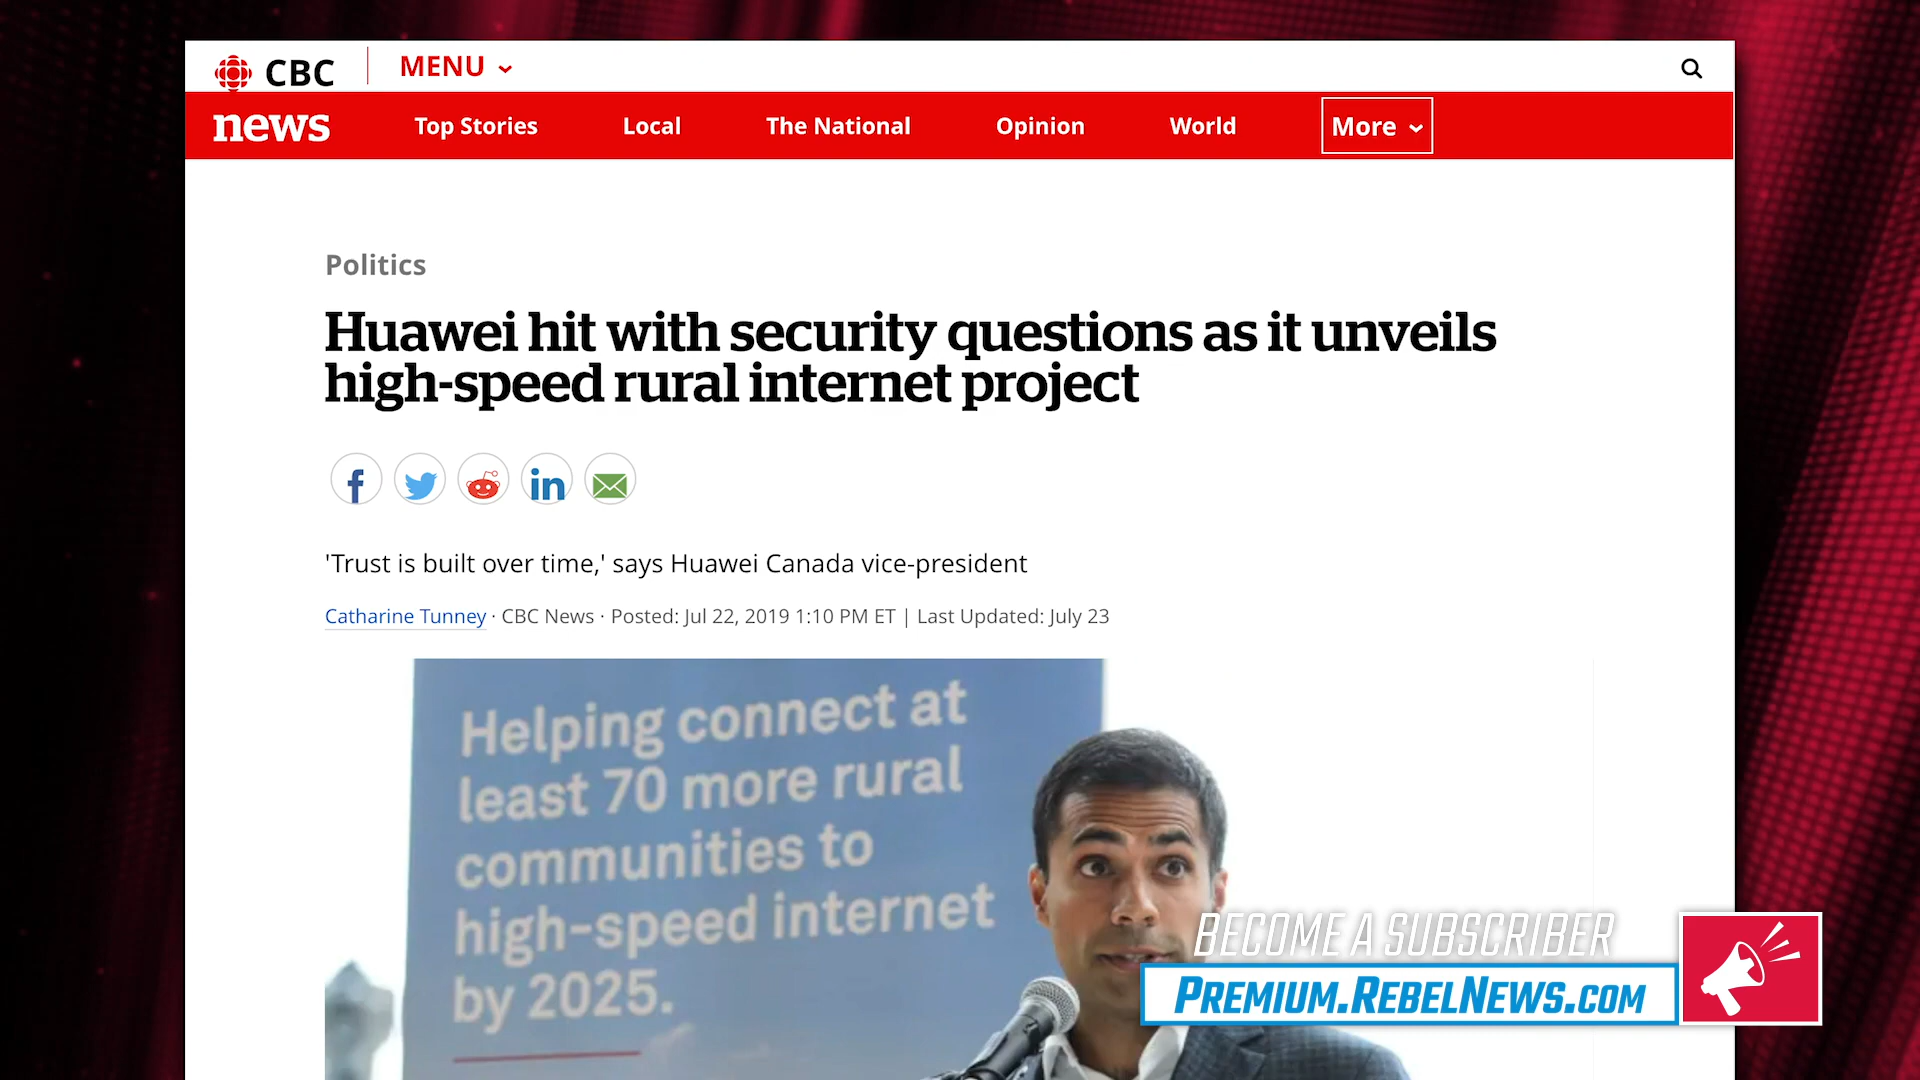 CBC
MENU
news
Top Stories
Local
The National
Opinion
World
More
Politics
Huawei hit with security questions as it unveils
high-speed rural internet project
'Trust is built over time,' says Huawei Canada vice-president
Catharine Tunney · CBC News · Posted: Jul 22, 2019 1:10 PM ET | Last Updated: July 23
Helping connect at
least 70 more rural
communities to
high-speed internet
by 2025.
BECOME A SUBSCRIBER
PREMIUM.REBELNEWS.COM